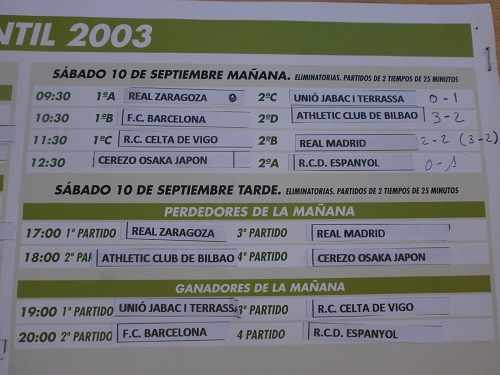 NTIL 2003
SÁBADO 10 DE SEPTIEMBRE MAÑANA. ELIMINATORIAS. PARTIDOS DE 2 TIEMPOS DE 25 MINUTOS
09:30 1ºA REAL ZARAGOZA 2ºC UNIÓ JABAC I TERRASSA 0-1
10:30 1ºB F.C. BARCELONA 2ºD ATHLETIC CLUB DE BILBAO 3-2
11:30 1ºC R.C. CELTA DE VIGO 2ºB REAL MADRID 2-2 (3-2)
12:30 CEREZO OSAKA JAPON 2ºA R.C.D. ESPANYOL 0-1
SÁBADO 10 DE SEPTIEMBRE TARDE. ELIMINATORIAS. PARTIDOS DE 2 TIEMPOS DE 25 MINUTOS
PERDEDORES DE LA MAÑANA
17:00 1º PARTIDO REAL ZARAGOZA 3º PARTIDO REAL MADRID
18:00 2º PAI ATHLETIC CLUB DE BILBAO 4º PARTIDO CEREZO OSAKA JAPON
GANADORES DE LA MAÑANA
19:00 1º PARTIDO UNIÓ JABAC I TERRASSA 3º PARTIDO R.C. CELTA DE VIGO
20:00 2º PARTIDO F.C. BARCELONA 4 PARTIDO R.C.D. ESPANYOL